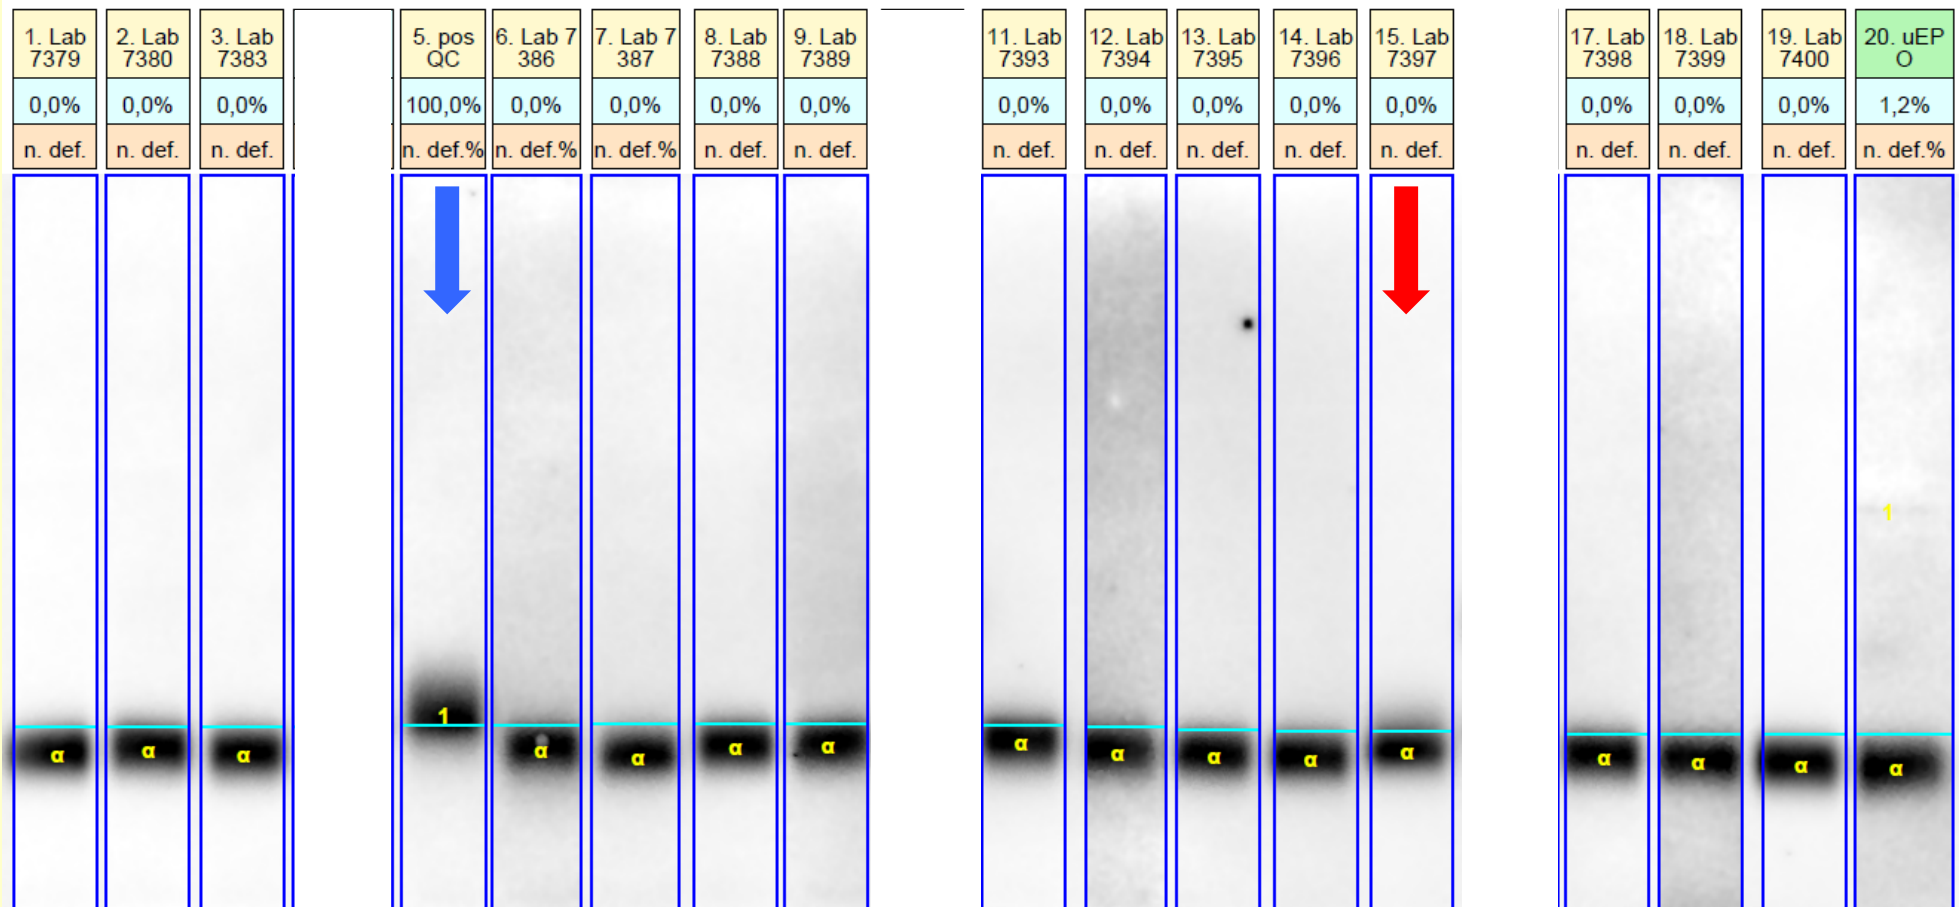 1. Lab
7379
0,0%
n. def.
2. Lab
7380
0,0%
n. def.
3. Lab
7383
0,0%
n. def.
5. pos
QC
100,0%
n. def.%
6. Lab 7
386
0,0%
n. def.%
7. Lab 7
387
0,0%
n. def.%
8. Lab
7388
0,0%
n. def.
9. Lab
7389
0,0%
n. def.
11. Lab
7393
0,0%
n. def.
12. Lab
7394
0,0%
n. def.
13. Lab
7395
0,0%
n. def.
14. Lab
7396
0,0%
n. def.
15. Lab
7397
0,0%
n. def.
17. Lab
7398
0,0%
n. def.
18. Lab
7399
0,0%
n. def.
19. Lab
7400
0,0%
n. def.
20. uEP
O
1,2%
n. def.%
1
1
α α α α α α α α α α α α α α α α